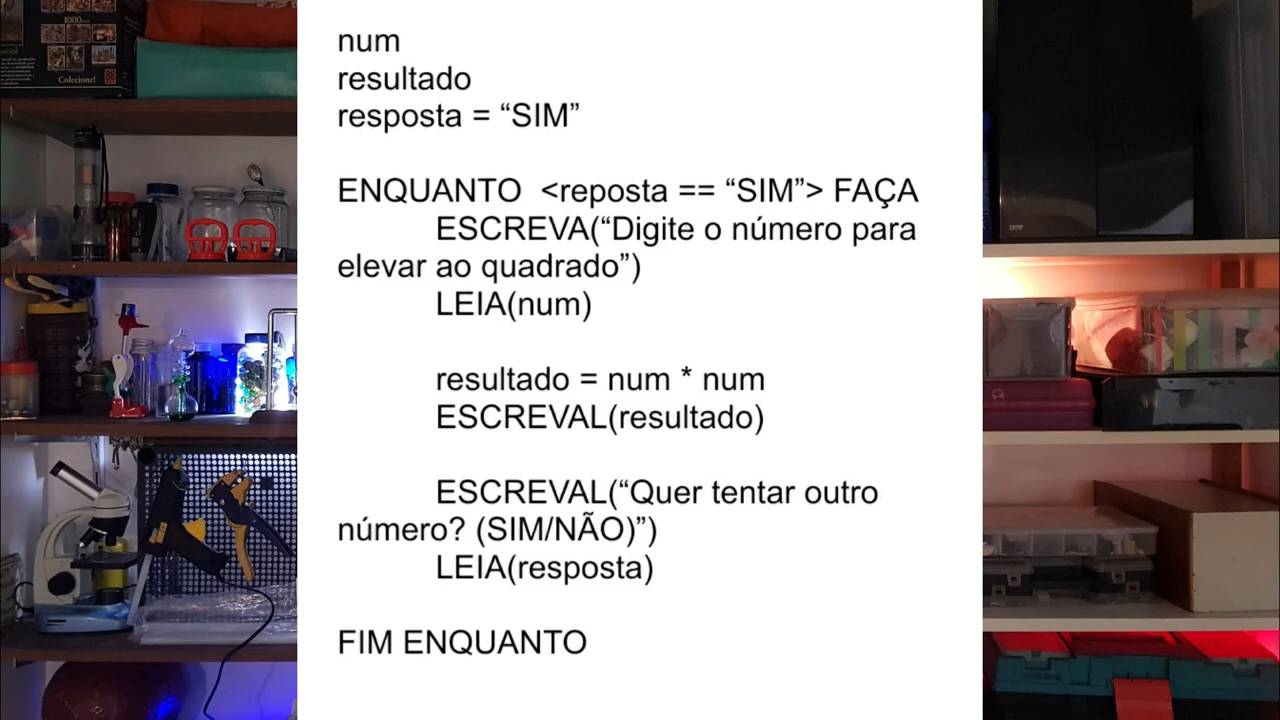 1000
Colecione!
num
resultado
resposta = “SIM”
ENQUANTO <reposta == “SIM”> FAÇA
ESCREVA(“Digite o número para
elevar ao quadrado”)
LEIA(num)
resultado = num * num
ESCREVAL(resultado)
ESCREVAL(“Quer tentar outro
número? (SIM/NÃO)”)
LEIA(resposta)
FIM ENQUANTO